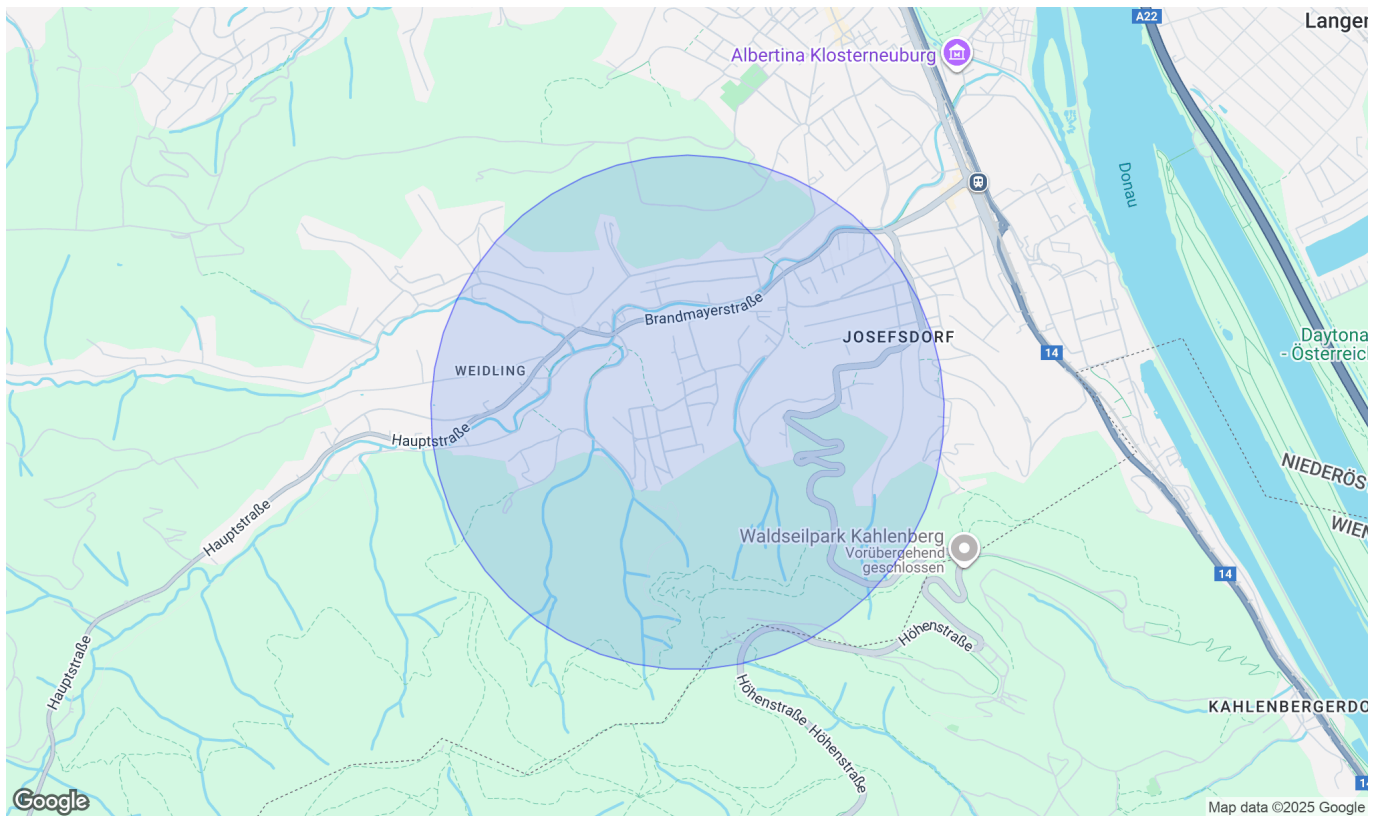 A22
Langer
Albertina Klosterneuburg
Donau
Brandmayerstraße
JOSEFSDORF
14
Daytona
- Österreich
WEIDLING
Hauptstraße
NIEDERÖS
WIEN
Hauptstraße
Waldseilpark Kahlenberg
Vorübergehend
geschlossen
14
Höhenstraße
Hauptstraße
Höhenstraße
Höhenstraße
KAHLENBERGERDO
14
Google
Map data ©2025 Google